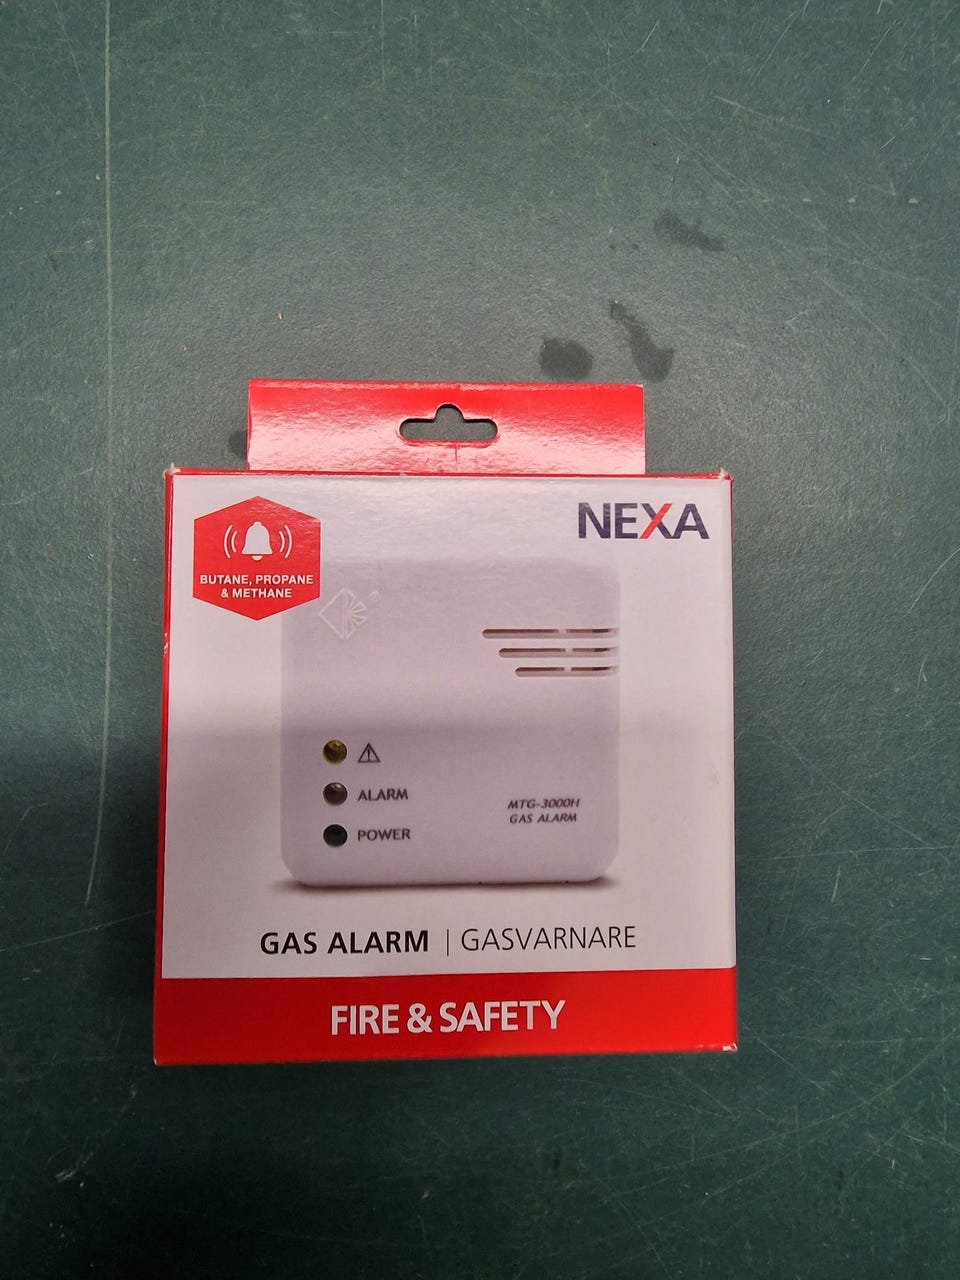 NEXA
BUTANE, PROPANE
& METHANE
ALARM
POWER
MTG-3000H
GAS ALARM
GAS ALARM | GASVARNARE
FIRE & SAFETY